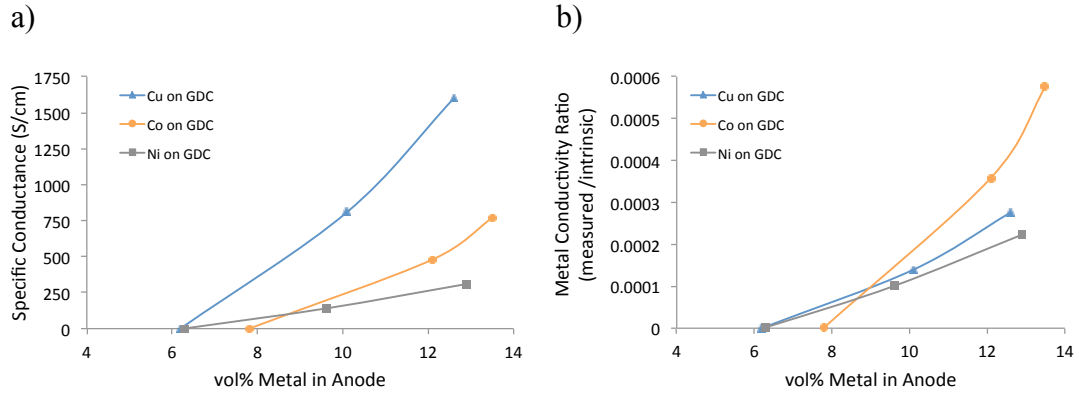 a)
Specific Conductance (S/cm)
1750
1500
1250
1000
750
500
250
0
Cu on GDC
Co on GDC
Ni on GDC
4 6 8 10 12 14
vol% Metal in Anode
b)
Metal Conductivity Ratio
(measured /intrinsic)
0.0006
0.0005
0.0004
0.0003
0.0002
0.0001
0
Cu on GDC
Co on GDC
Ni on GDC
4 6 8 10 12 14
vol% Metal in Anode